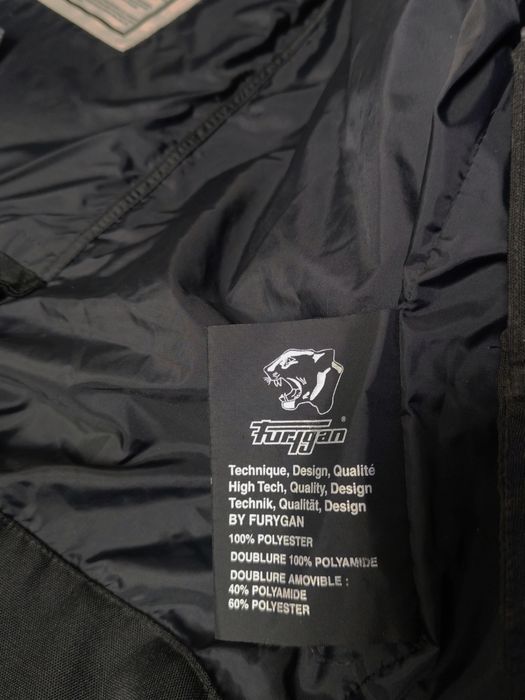 Furygan®
Technique, Design, Qualité
High Tech, Quality, Design
Technik, Qualität, Design
BY FURYGAN
100% POLYESTER
DOUBLURE 100% POLYAMIDE
DOUBLURE AMOVIBLE :
40% POLYAMIDE
60% POLYESTER